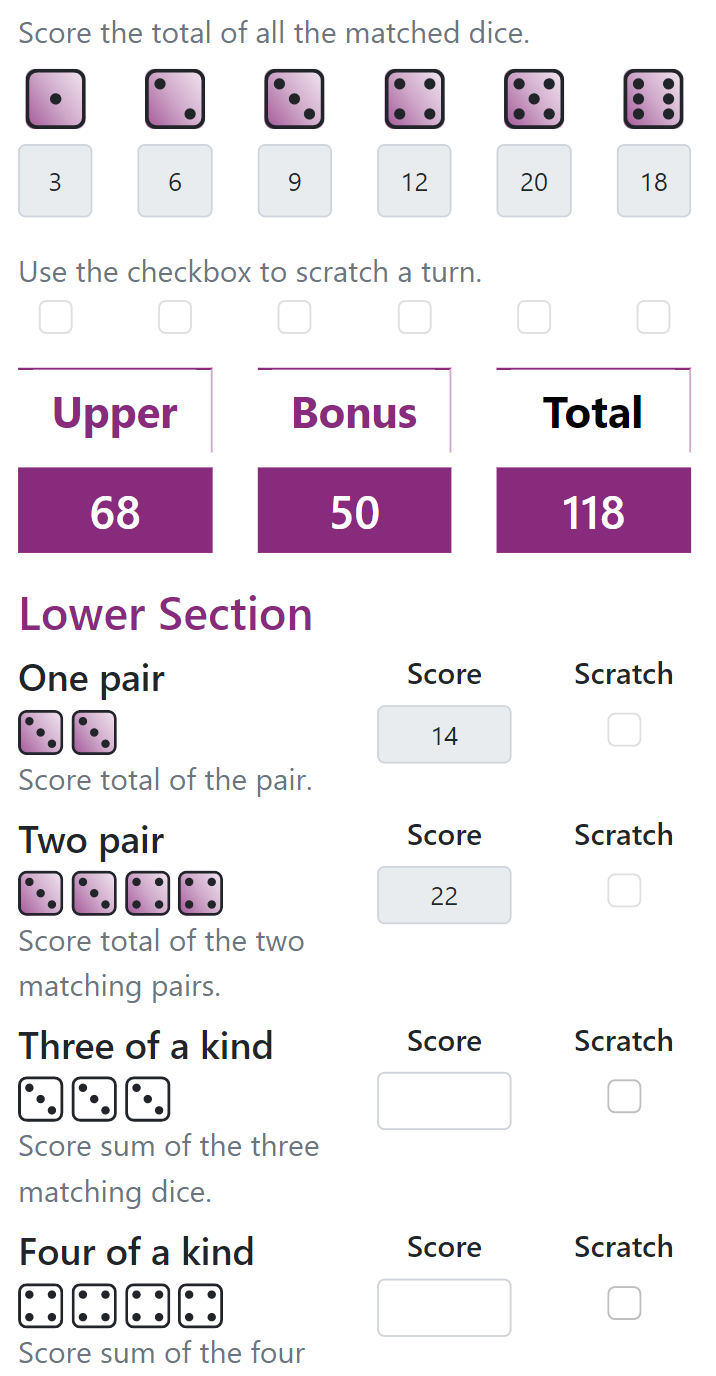 Score the total of all the matched dice.
3 6 9 12 20 18
Use the checkbox to scratch a turn.
Upper Bonus Total
68 50 118
Lower Section
One pair Score Scratch
14
Score total of the pair.
Two pair Score Scratch
22
Score total of the two
matching pairs.
Three of a kind Score Scratch
Score sum of the three
matching dice.
Four of a kind Score Scratch
Score sum of the four